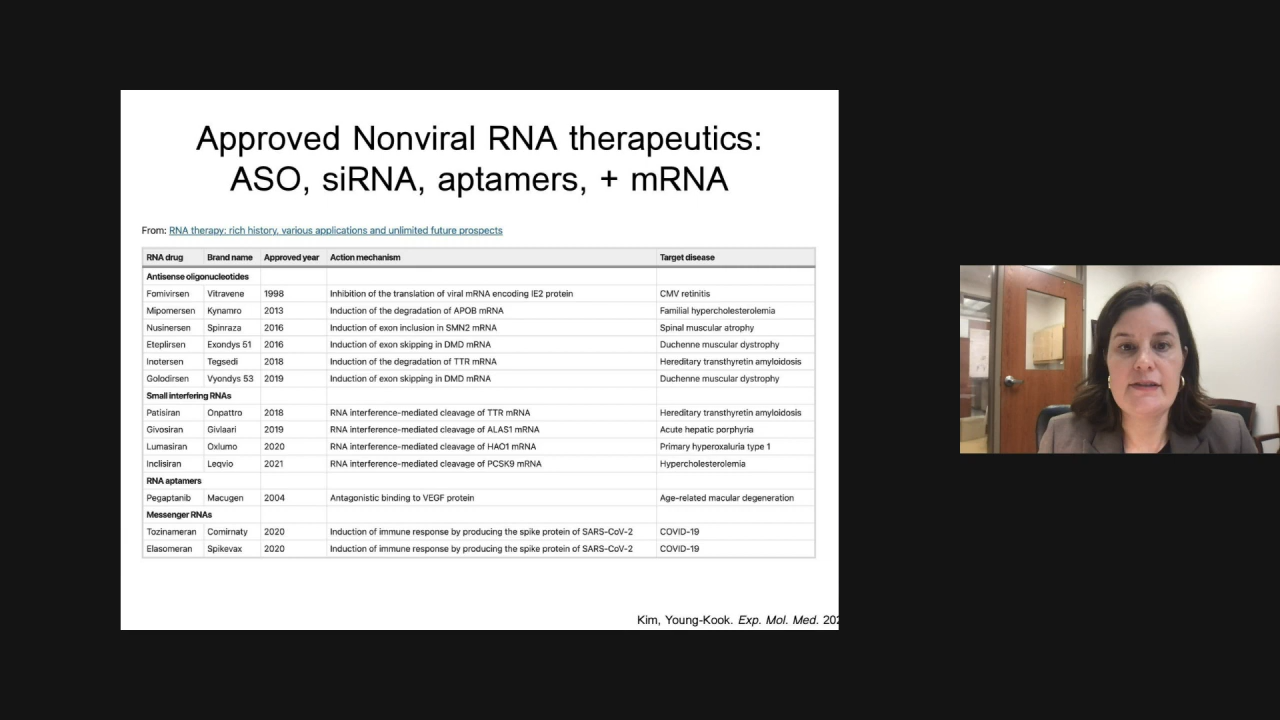 Approved Nonviral RNA therapeutics:
ASO, siRNA, aptamers, + mRNA
From: RNA therapy: rich history, various applications and unlimited future prospects
RNA drug Brand name Approved year Action mechanism Target disease
Antisense oligonucleotides
Fomivirsen Vitravene 1998 Inhibition of the translation of viral mRNA encoding IE2 protein CMV retinitis
Mipomersen Kynamro 2013 Induction of the degradation of APOB mRNA Familial hypercholesterolemia
Nusinersen Spinraza 2016 Induction of exon inclusion in SMN2 mRNA Spinal muscular atrophy
Eteplirsen Exondys 51 2016 Induction of exon skipping in DMD mRNA Duchenne muscular dystrophy
Inotersen Tegsedi 2018 Induction of the degradation of TTR mRNA Hereditary transthyretin amyloidosis
Golodirsen Vyondys 53 2019 Induction of exon skipping in DMD mRNA Duchenne muscular dystrophy
Small interfering RNAs
Patisiran Onpattro 2018 RNA interference-mediated cleavage of TTR mRNA Hereditary transthyretin amyloidosis
Givosiran Givlaari 2019 RNA interference-mediated cleavage of ALAS1 mRNA Acute hepatic porphyria
Lumasiran Oxlumo 2020 RNA interference-mediated cleavage of HAO1 mRNA Primary hyperoxaluria type 1
Inclisiran Leqvio 2021 RNA interference-mediated cleavage of PCSK9 mRNA Hypercholesterolemia
RNA aptamers
Pegaptanib Macugen 2004 Antagonistic binding to VEGF protein Age-related macular degeneration
Messenger RNAs
Tozinameran Comirnaty 2020 Induction of immune response by producing the spike protein of SARS-CoV-2 COVID-19
Elasomeran Spikevax 2020 Induction of immune response by producing the spike protein of SARS-CoV-2 COVID-19
Kim, Young-Kook. Exp. Mol. Med.